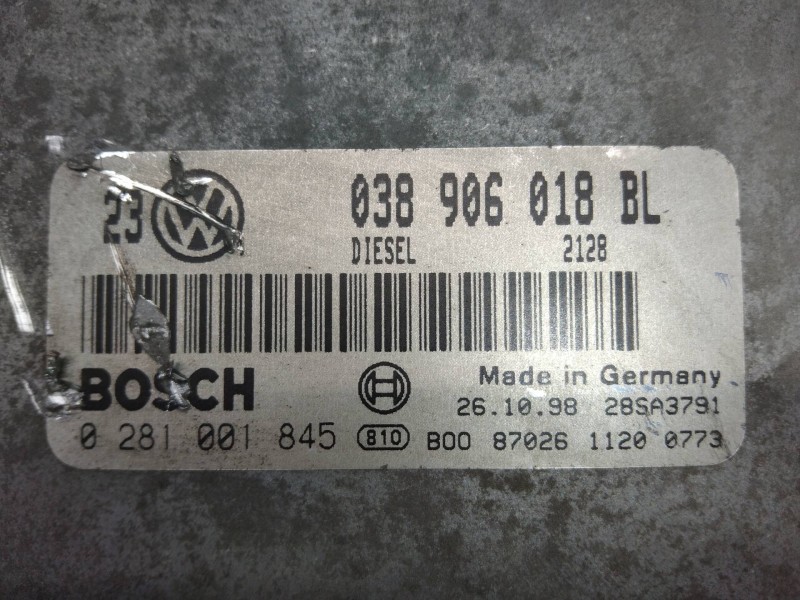 23 VW 038 906 018 BL
DIESEL 2128
BOSCH Made in Germany
26.10.98 28SA3791
0 281 001 845 810 B00 87026 1120 0773